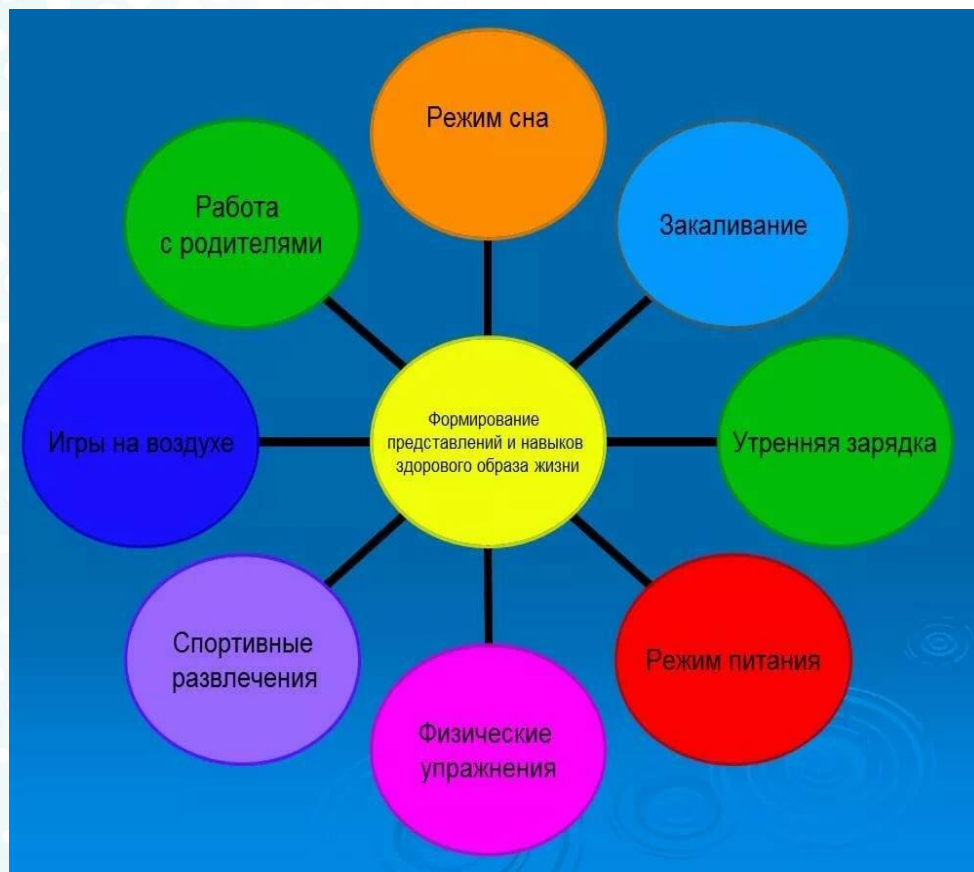 Режим сна
Работа
с родителями
Закаливание
Игры на воздухе
Формирование
представлений и навыков
здорового образа жизни
Утренняя зарядка
Спортивные
развлечения
Режим питания
Физические
упражнения